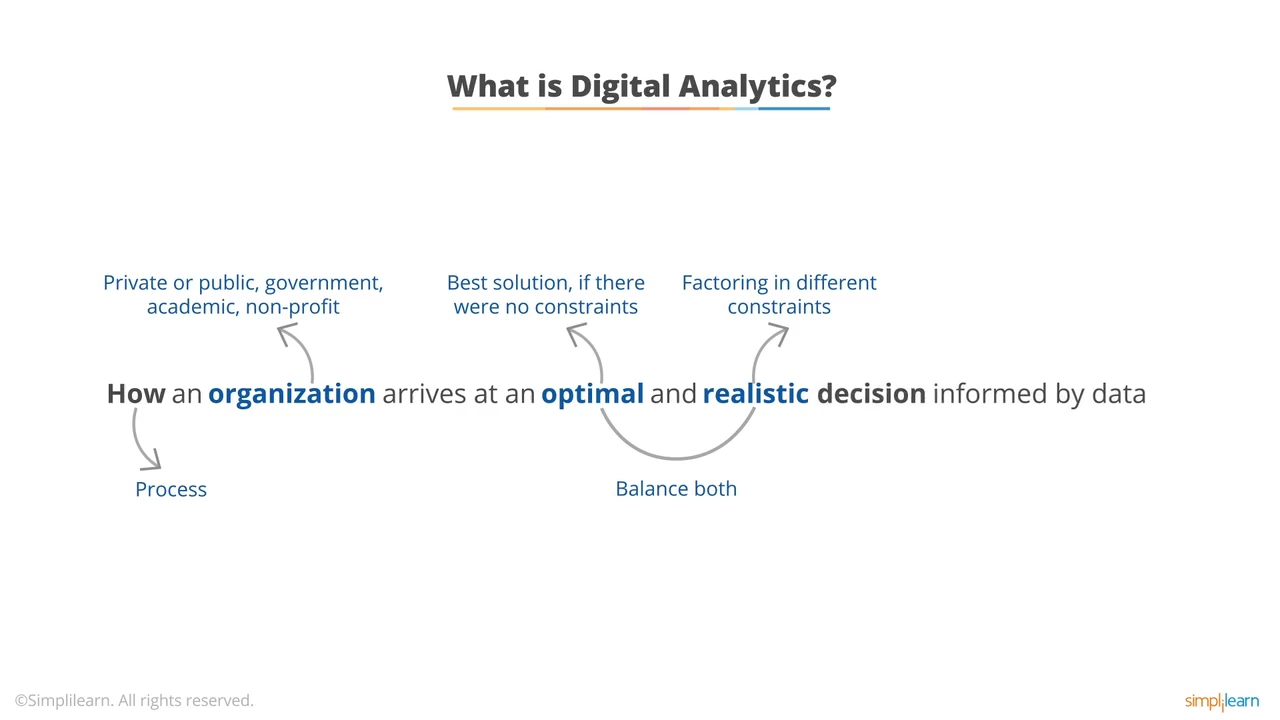 What is Digital Analytics?
Private or public, government,
academic, non-profit
Best solution, if there
were no constraints
Factoring in different
constraints
How an organization arrives at an optimal and realistic decision informed by data
Process
Balance both
©Simplilearn. All rights reserved.
simplilearn